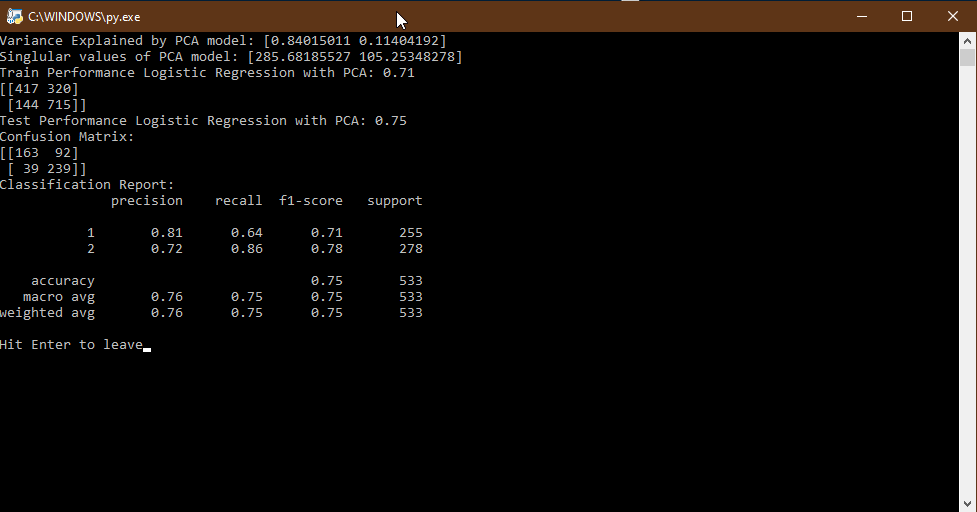 C:\WINDOWS\py.exe
Variance Explained by PCA model: [0.84015011 0.11404192]
Singlular values of PCA model: [285.68185527 105.25348278]
Train Performance Logistic Regression with PCA: 0.71
[[417 320]
 [144 715]]
Test Performance Logistic Regression with PCA: 0.75
Confusion Matrix:
[[163  92]
 [ 39 239]]
Classification Report:
              precision    recall  f1-score   support
           1       0.81      0.64      0.71       255
           2       0.72      0.86      0.78       278
    accuracy                           0.75       533
   macro avg       0.76      0.75      0.75       533
weighted avg       0.76      0.75      0.75       533
Hit Enter to leave